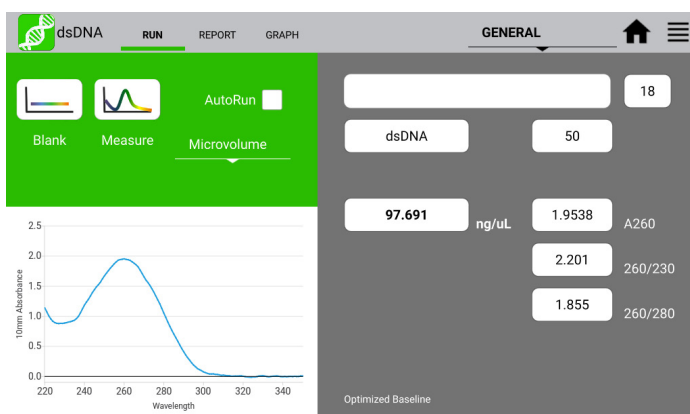 dsDNA RUN REPORT GRAPH GENERAL
AutoRun
Blank Measure Microvolume
18
dsDNA 50
97.691 ng/uL 1.9538 A260
2.201 260/230
1.855 260/280
Optimized Baseline
10mm Absorbance
2.5
2.0
1.5
1.0
0.5
0.0
220 240 260 280 300 320 340
Wavelength